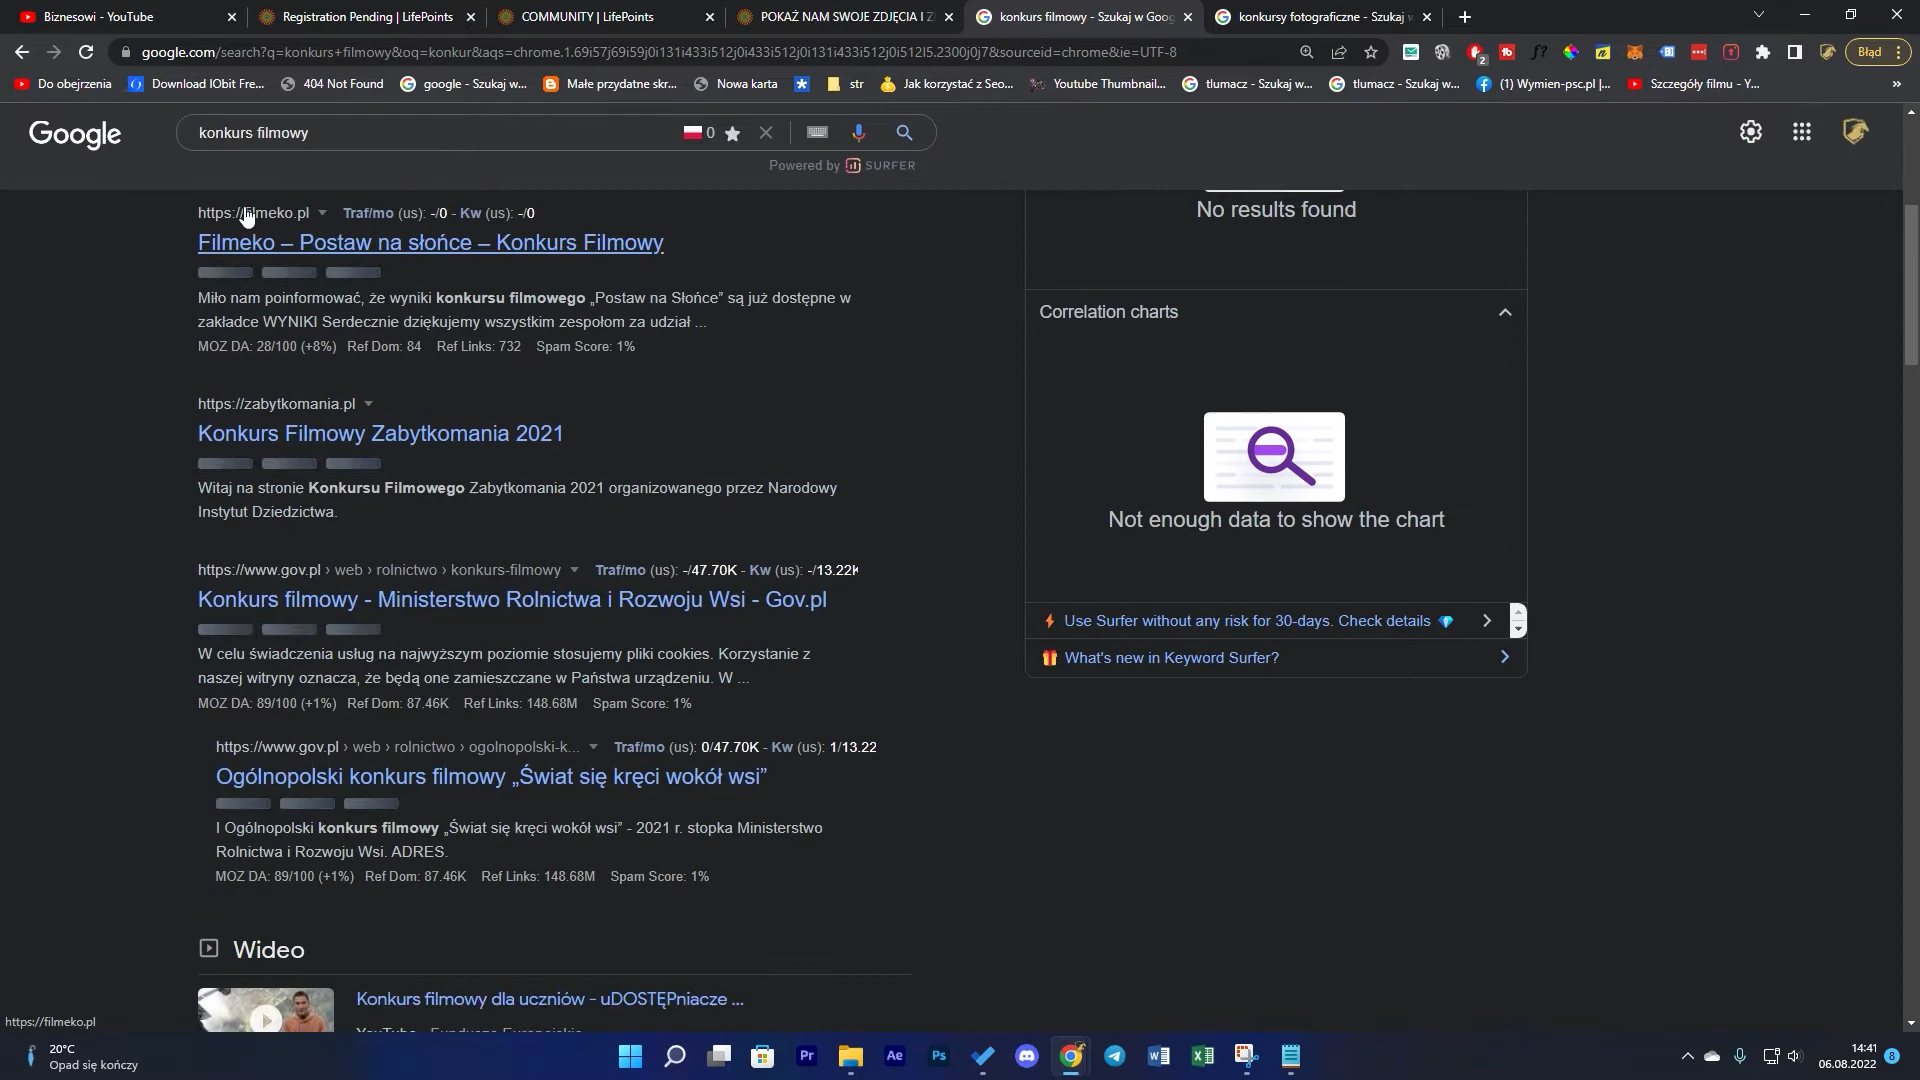 Biznesowi - YouTube
Registration Pending | LifePoints
COMMUNITY | LifePoints
POKAŻ NAM SWOJE ZDJĘCIA I Z
konkurs filmowy - Szukaj w Goog
konkursy fotograficzne - Szukaj w
google.com/search?q=konkurs+filmowy&oq=konkur&aqs=chrome.1.69i57j69i59j0i131i433i512j0i433i512j0i131i433i512j0i512l5.2300j0j7&sourceid=chrome&ie=UTF-8
2
Błąd
Do obejrzenia
Download IObit Fre...
404 Not Found
google - Szukaj w...
Małe przydatne skr...
Nowa karta
str
Jak korzystać z Seo...
Youtube Thumbnail...
tlumacz - Szukaj w...
tlumacz - Szukaj w...
(1) Wymien-psc.pl |...
Szczegóły filmu - Y...
»
Google
konkurs filmowy
0
Powered by SURFER
https://filmeko.pl
Traf/mo (us): -/0 - Kw (us): -/0
Filmeko – Postaw na słońce – Konkurs Filmowy
Miło nam poinformować, że wyniki konkursu filmowego „Postaw na Słońce” są już dostępne w
zakładce WYNIKI Serdecznie dziękujemy wszystkim zespołom za udział ...
MOZ DA: 28/100 (+8%) Ref Dom: 84 Ref Links: 732 Spam Score: 1%
https://zabytkomania.pl
Konkurs Filmowy Zabytkomania 2021
Witaj na stronie Konkursu Filmowego Zabytkomania 2021 organizowanego przez Narodowy
Instytut Dziedzictwa.
https://www.gov.pl › web › rolnictwo › konkurs-filmowy
Traf/mo (us): -/47.70K - Kw (us): -/13.22K
Konkurs filmowy - Ministerstwo Rolnictwa i Rozwoju Wsi - Gov.pl
W celu świadczenia usług na najwyższym poziomie stosujemy pliki cookies. Korzystanie z
naszej witryny oznacza, że będą one zamieszczane w Państwa urządzeniu. W ...
MOZ DA: 89/100 (+1%) Ref Dom: 87.46K Ref Links: 148.68M Spam Score: 1%
https://www.gov.pl › web › rolnictwo › ogolnopolski-k...
Traf/mo (us): 0/47.70K - Kw (us): 1/13.22
Ogólnopolski konkurs filmowy „Świat się kręci wokół wsi”
I Ogólnopolski konkurs filmowy „Świat się kręci wokół wsi” - 2021 r. stopka Ministerstwo
Rolnictwa i Rozwoju Wsi. ADRES.
MOZ DA: 89/100 (+1%) Ref Dom: 87.46K Ref Links: 148.68M Spam Score: 1%
Wideo
Konkurs filmowy dla uczniów - uDOSTĘPniacze ...
No results found
Correlation charts
Not enough data to show the chart
Use Surfer without any risk for 30-days. Check details
What's new in Keyword Surfer?
https://filmeko.pl
20°C
Opad się kończy
Pr
Ae
Ps
14:41
06.08.2022
8